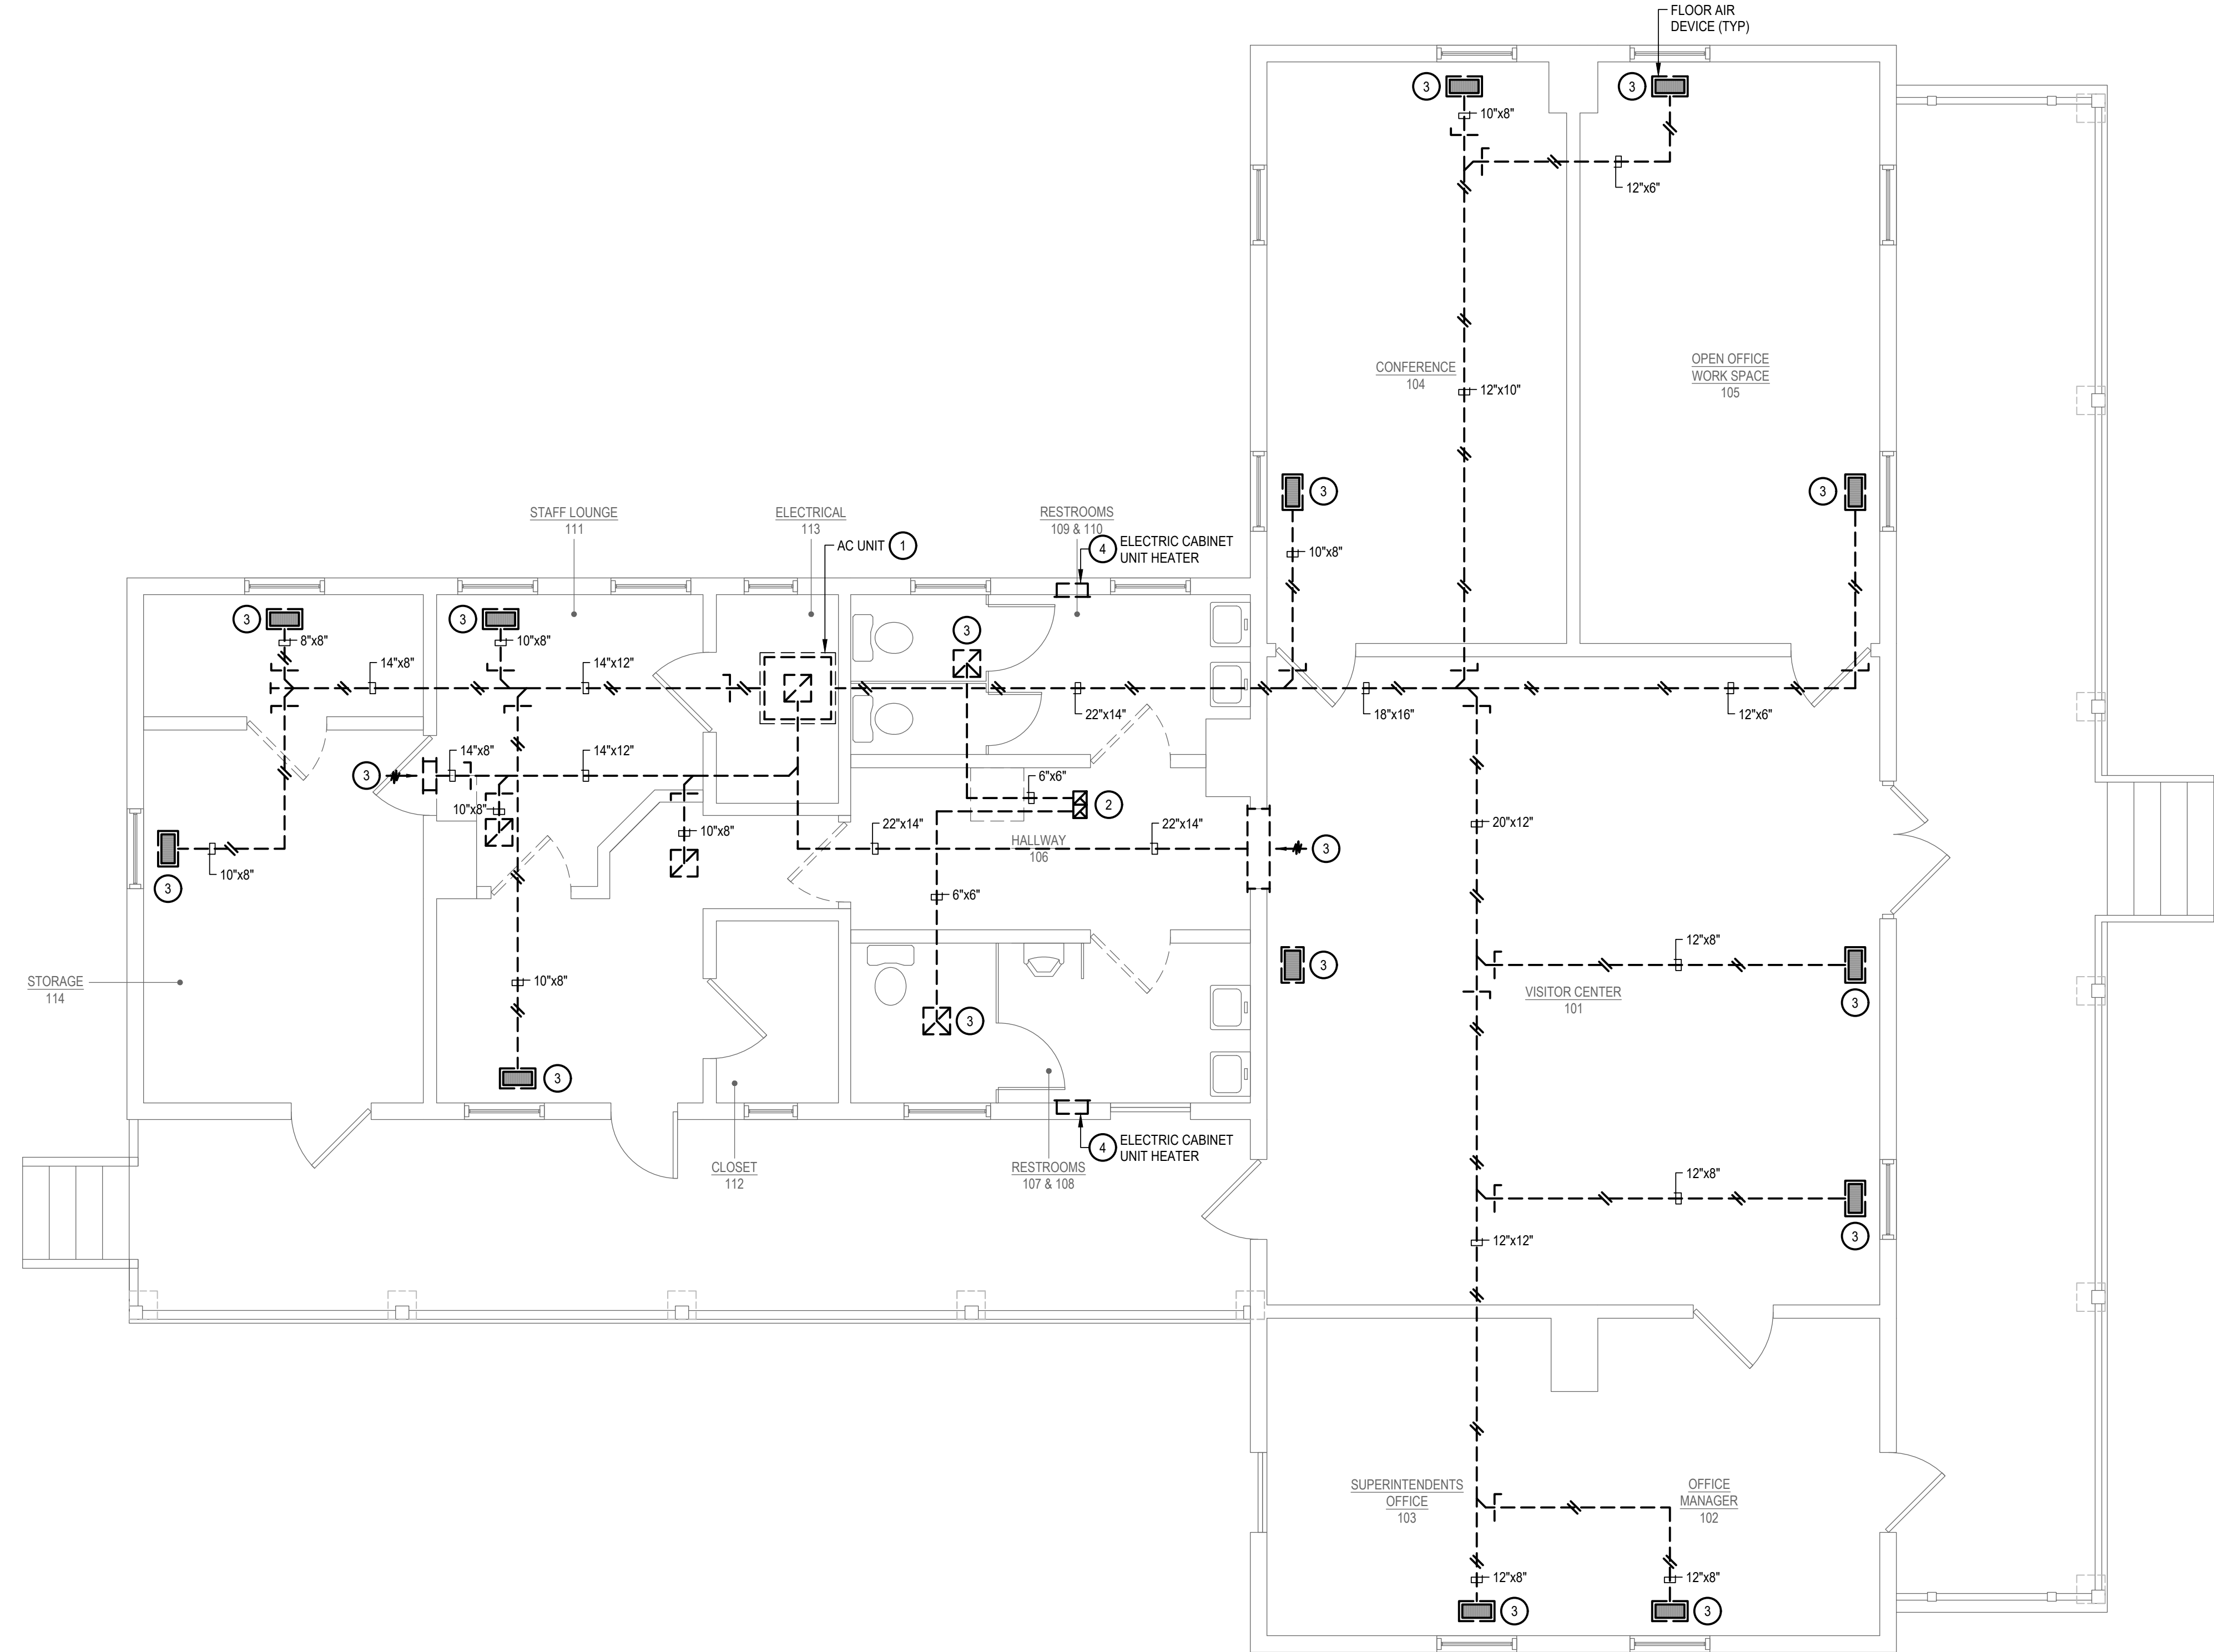 FLOOR AIR
DEVICE (TYP)
3
3
10"x8"
12"x6"
CONFERENCE
104
12"x10"
OPEN OFFICE
WORK SPACE
105
3
3
10"x8"
STAFF LOUNGE
111
ELECTRICAL
113
RESTROOMS
109 & 110
AC UNIT 1
4 ELECTRIC CABINET
UNIT HEATER
3
8"x8"
3
10"x8"
3
14"x8"
14"x12"
22"x14"
18"x16"
12"x6"
3
14"x8"
14"x12"
10"x8"
10"x8"
6"x6"
2
22"x14"
22"x14"
HALLWAY
106
3
20"x12"
10"x8"
3
6"x6"
12"x8"
3
3
VISITOR CENTER
101
STORAGE
114
10"x8"
3
3
4 ELECTRIC CABINET
UNIT HEATER
CLOSET
112
RESTROOMS
107 & 108
12"x8"
3
12"x12"
SUPERINTENDENTS
OFFICE
103
OFFICE
MANAGER
102
12"x8"
12"x8"
3
3